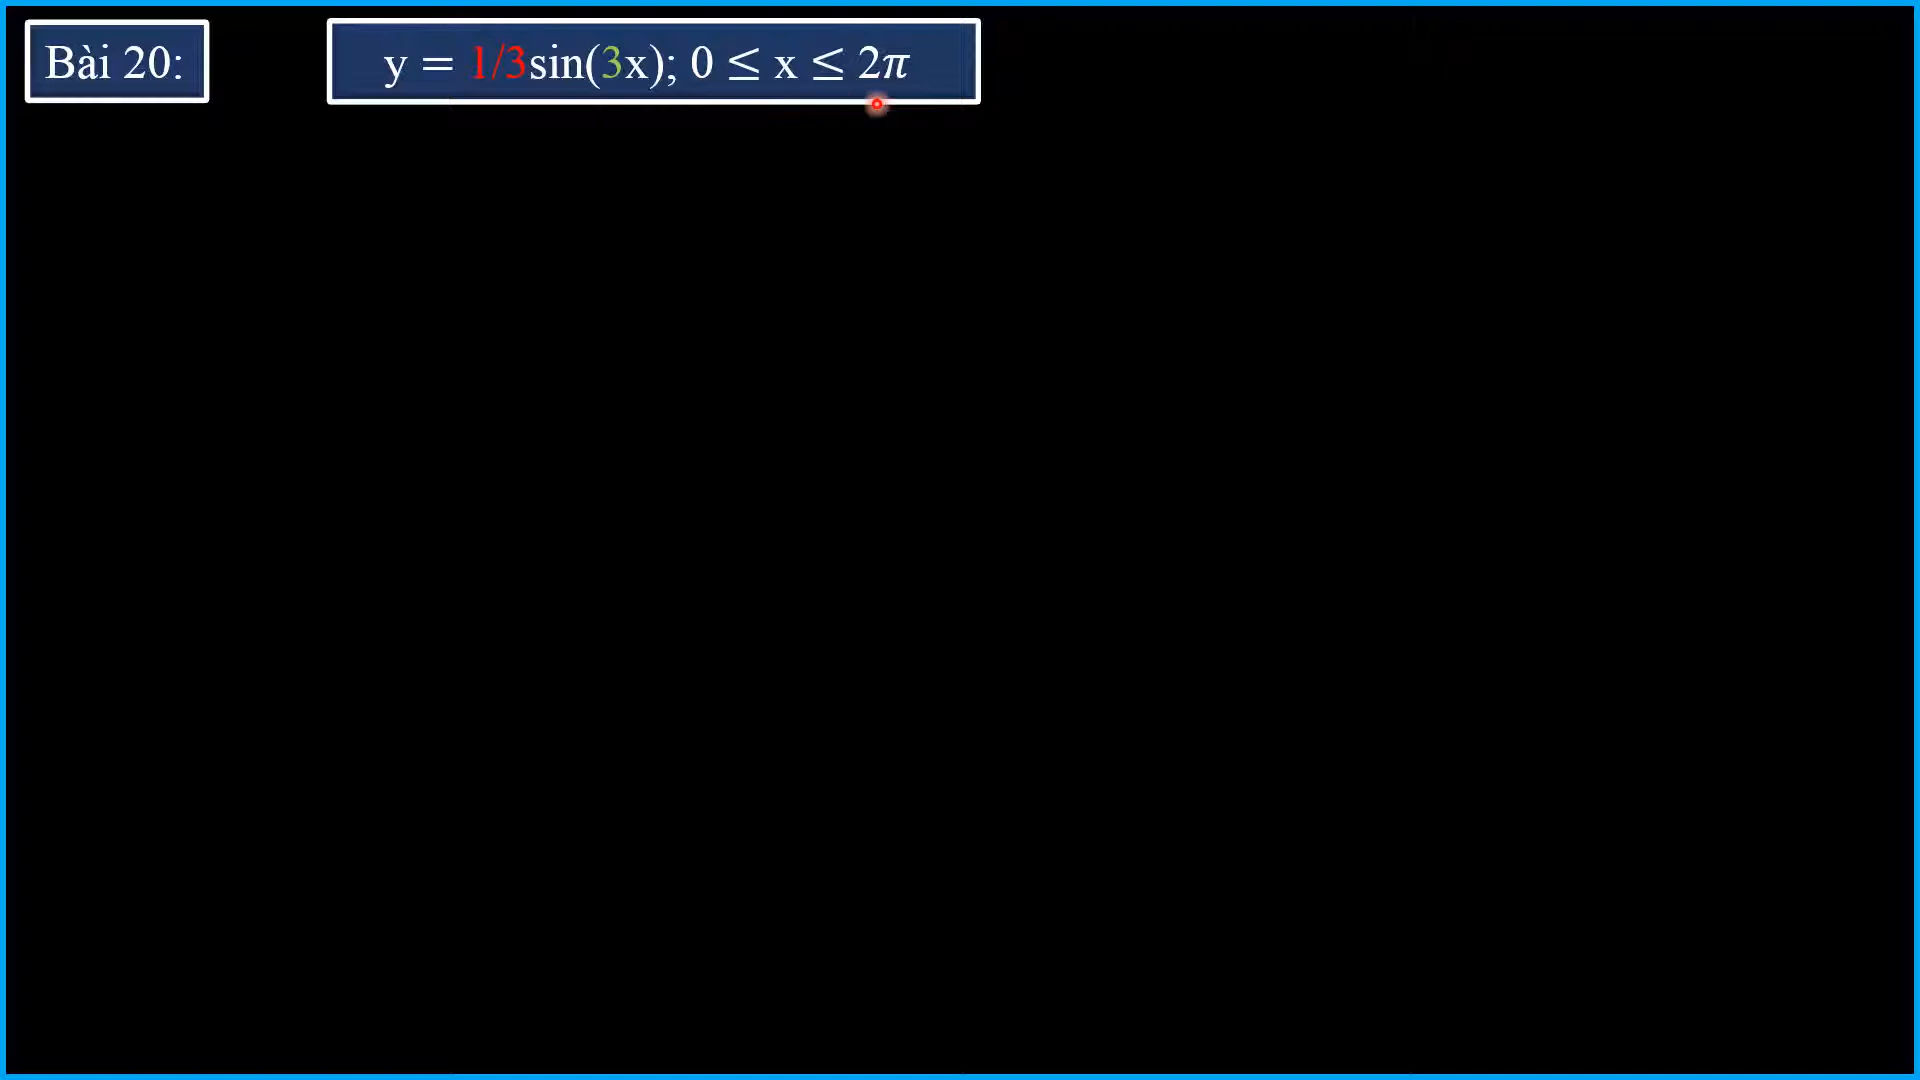 Bài 20:
y = 1/3sin(3x); 0 ≤ x ≤ 2π